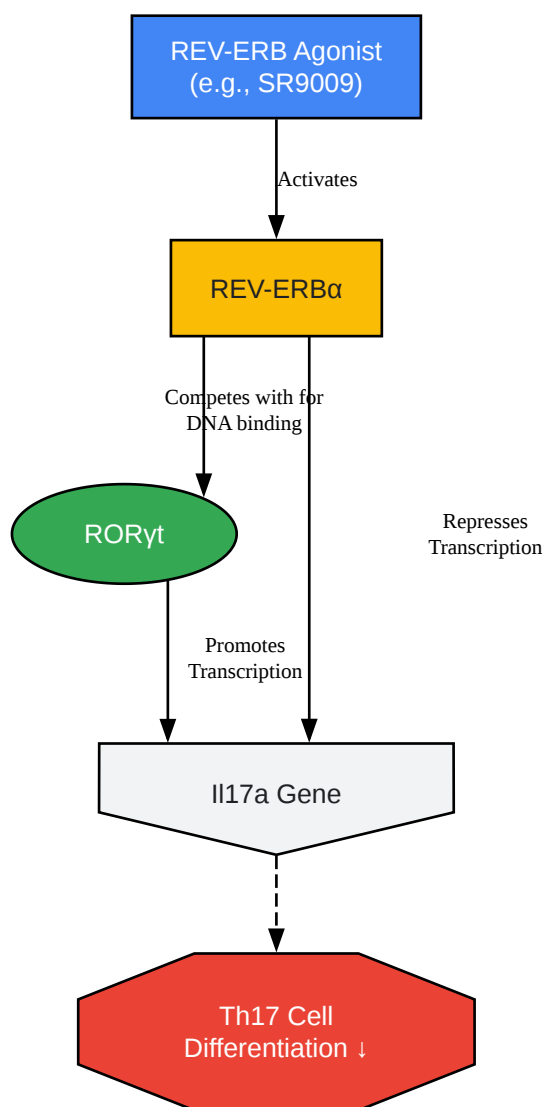 REV-ERB Agonist
(e.g., SR9009)
Activates
REV-ERBα
Competes with for
DNA binding
RORγt
Represses
Transcription
Promotes
Transcription
Il17a Gene
Th17 Cell
Differentiation ↓